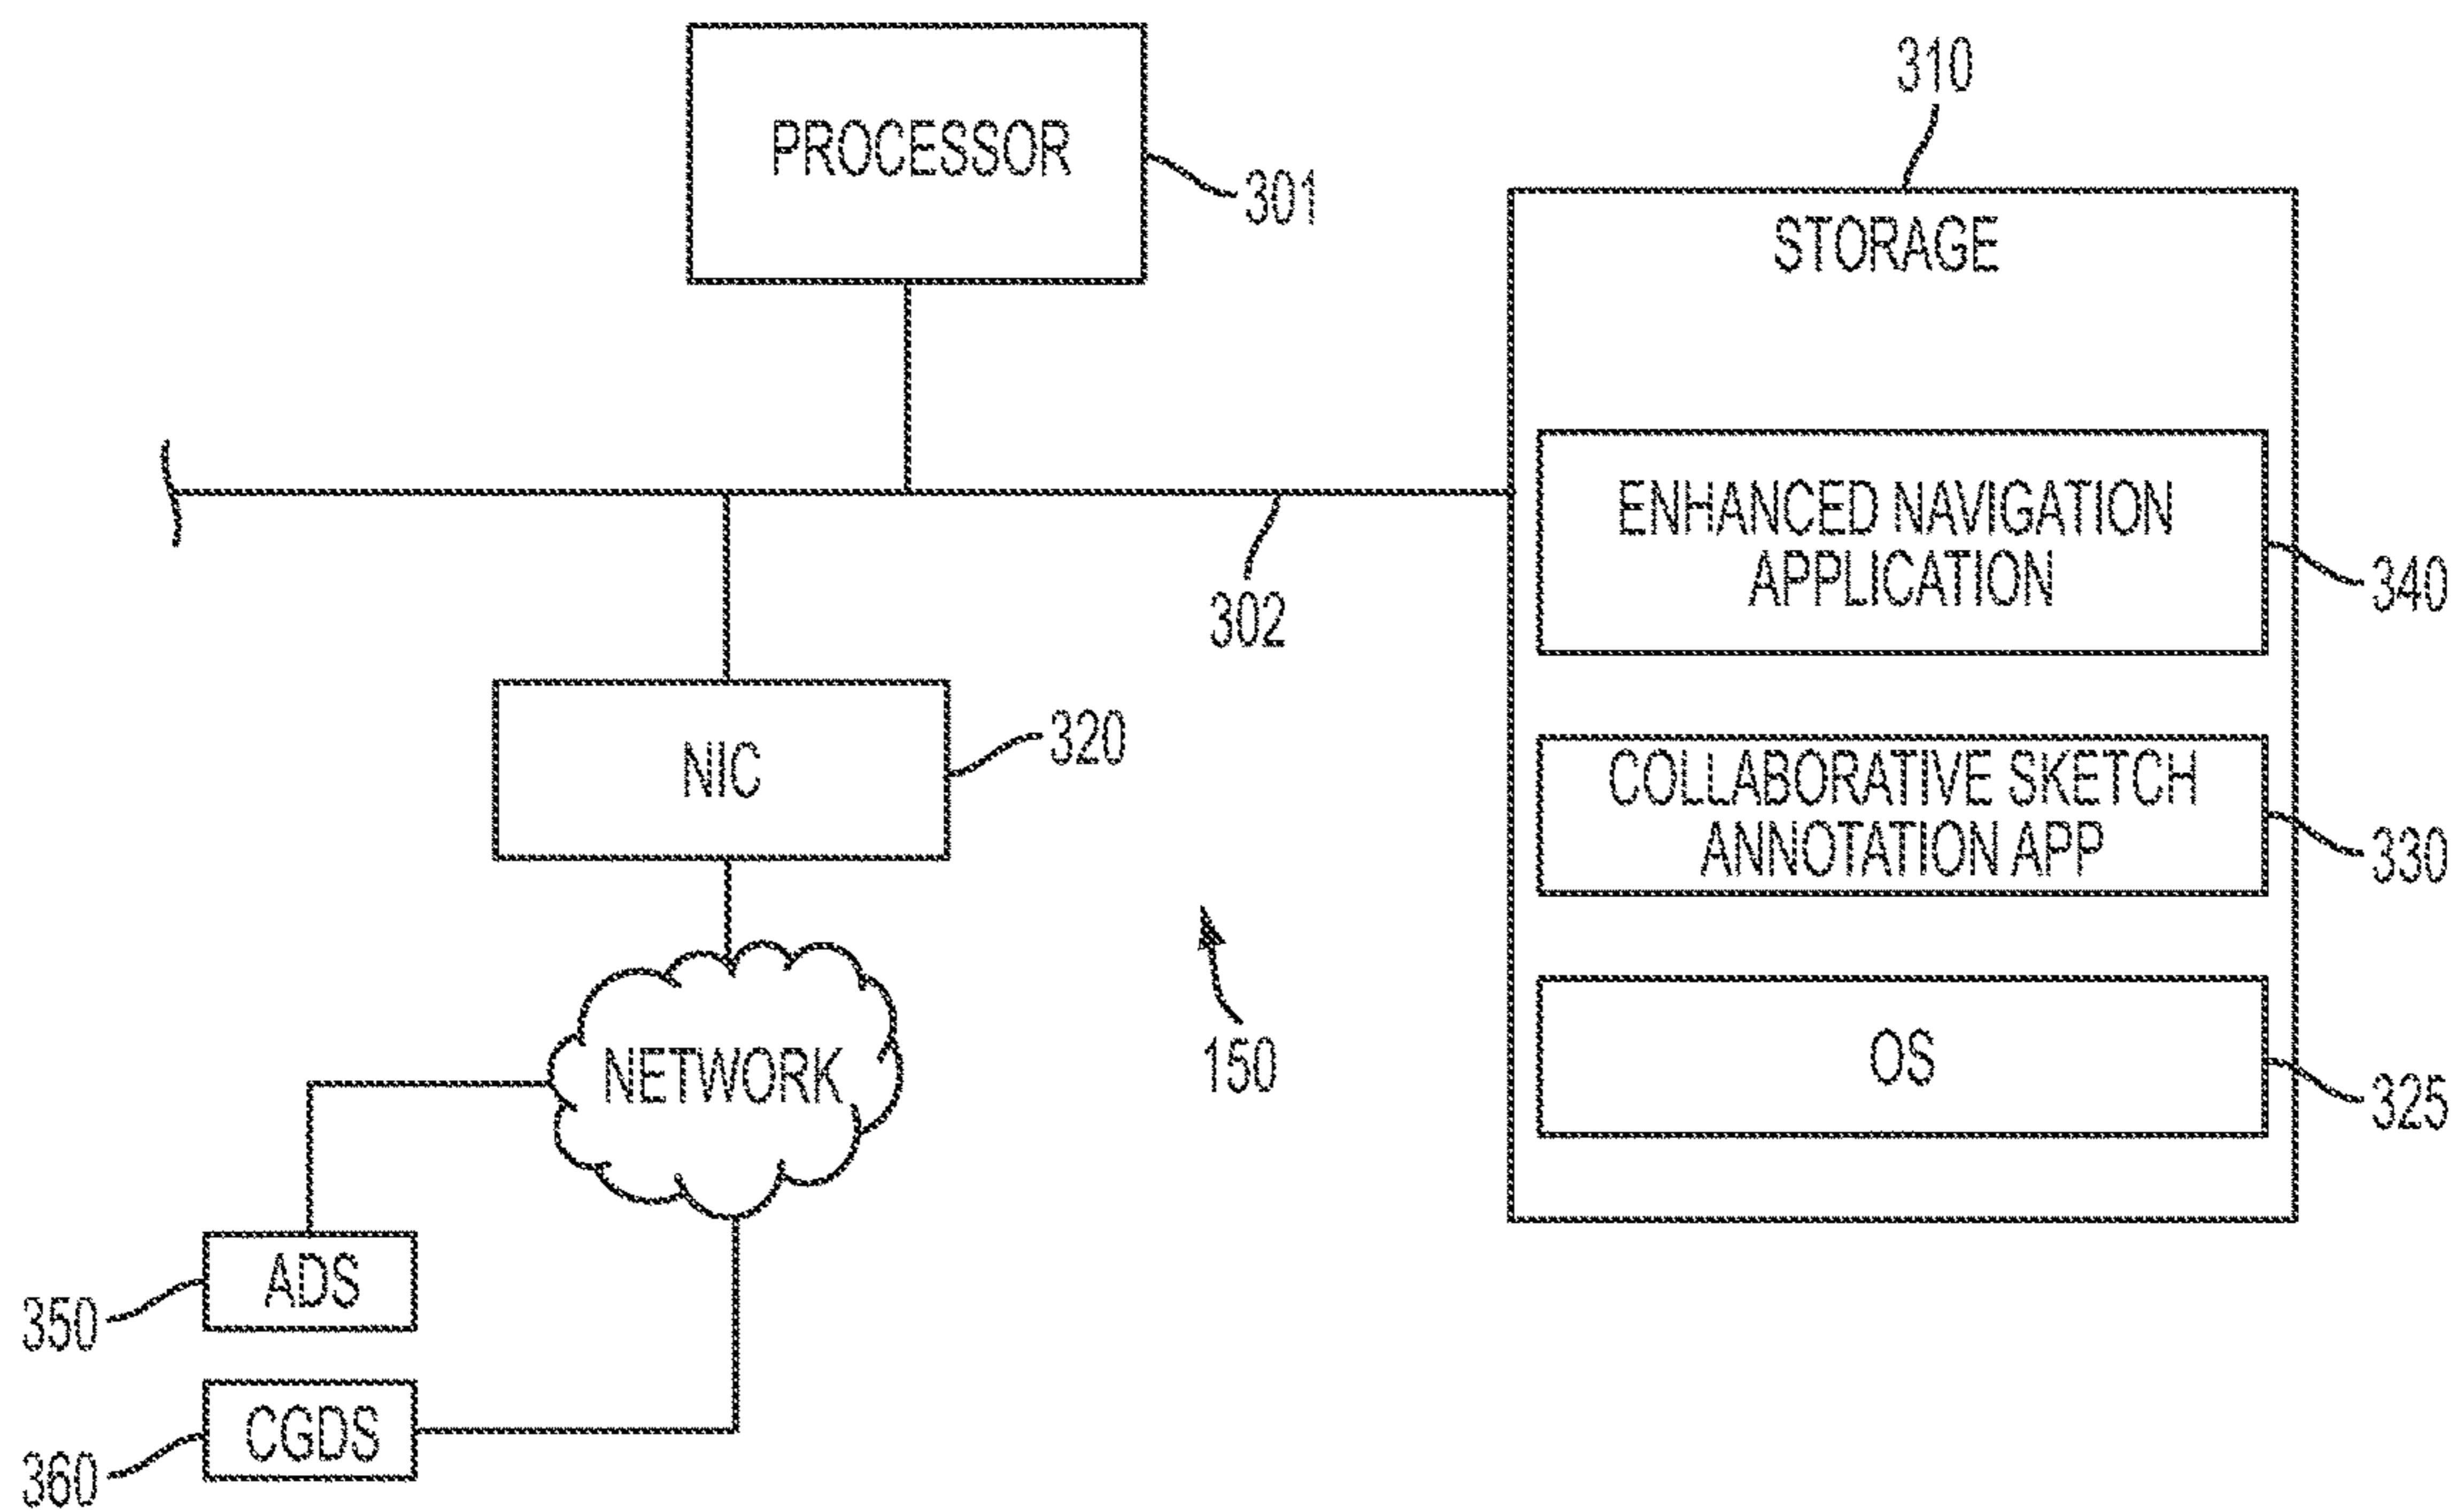 PROCESSOR
301
310
STORAGE
ENHANCED NAVIGATION
APPLICATION
340
302
NIC
320
COLLABORATIVE SKETCH
ANNOTATION APP
330
NETWORK
150
OS
325
ADS
350
CGDS
360